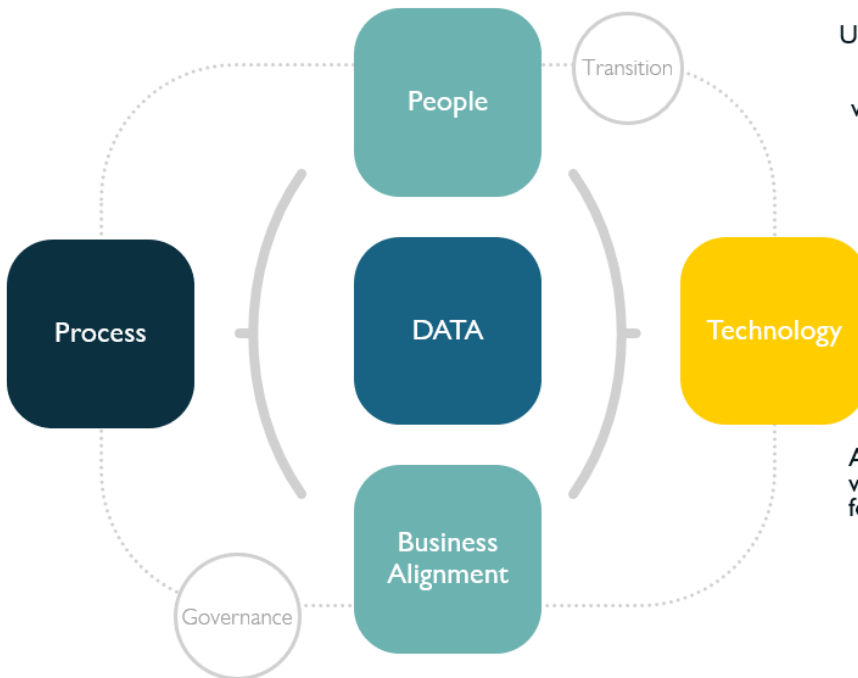 People
Transition
Process
DATA
Technology
Business
Alignment
Governance